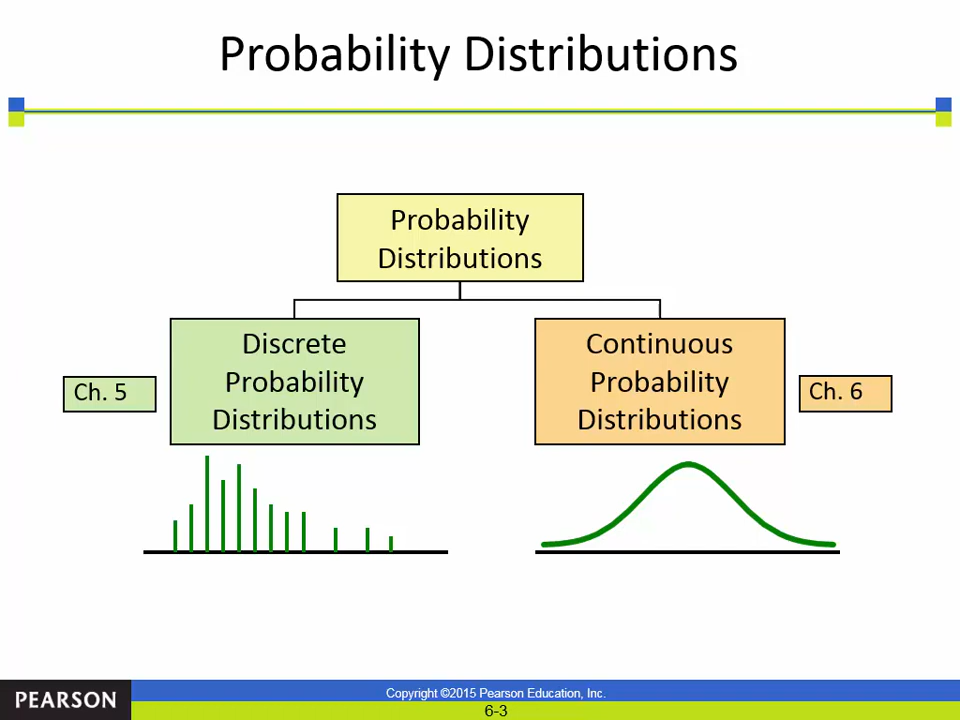 Probability Distributions
Probability
Distributions
Discrete
Probability
Distributions
Continuous
Probability
Distributions
Ch. 5
Ch. 6
PEARSON
Copyright ©2015 Pearson Education, Inc.
6-3